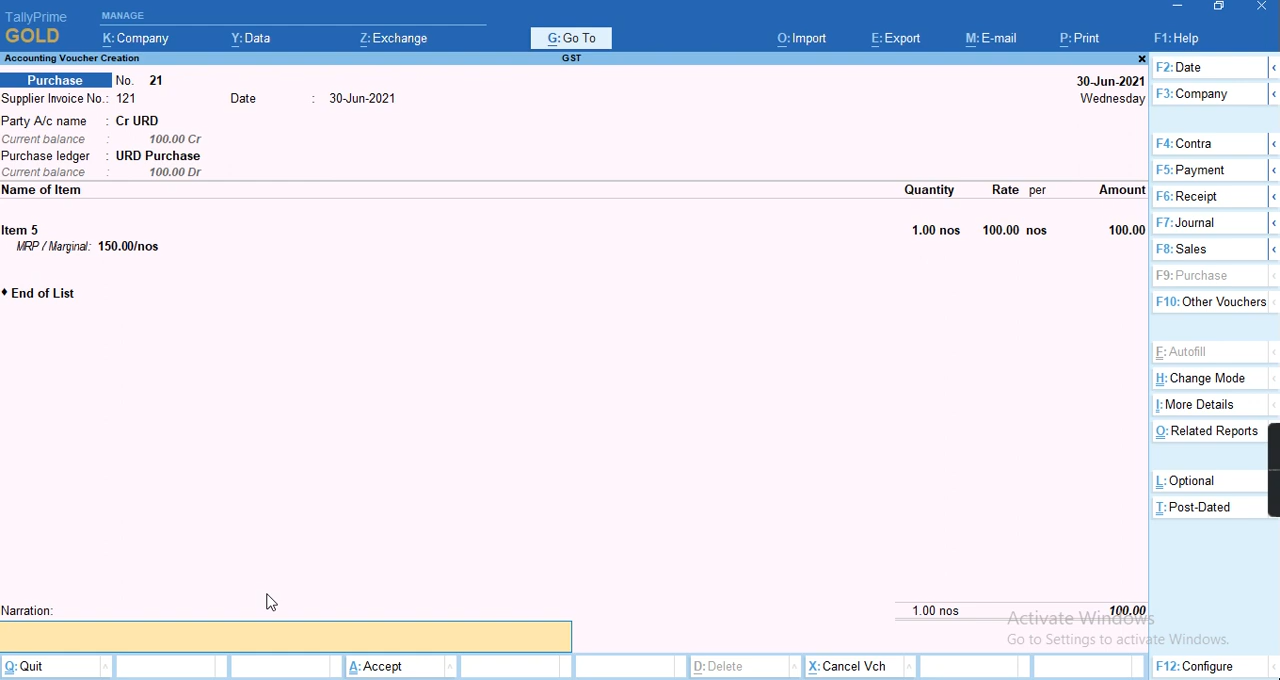 TallyPrime
GOLD
MANAGE
K: Company
Y: Data
Z: Exchange
G: Go To
O: Import
E: Export
M: E-mail
P: Print
F1: Help
Accounting Voucher Creation
GST
Purchase No. 21
30-Jun-2021
Supplier Invoice No.: 121 Date : 30-Jun-2021
Wednesday
Party A/c name : Cr URD
Current balance : 100.00 Cr
Purchase ledger : URD Purchase
Current balance : 100.00 Dr
Name of Item Quantity Rate per Amount
Item 5 1.00 nos 100.00 nos 100.00
MRP / Marginal: 150.00/nos
♦ End of List
Narration:
1.00 nos 100.00
F2: Date
F3: Company
F4: Contra
F5: Payment
F6: Receipt
F7: Journal
F8: Sales
F9: Purchase
F10: Other Vouchers
F: Autofill
H: Change Mode
I: More Details
O: Related Reports
L: Optional
T: Post-Dated
Activate Windows
Go to Settings to activate Windows.
Q: Quit
A: Accept
D: Delete
X: Cancel Vch
F12: Configure